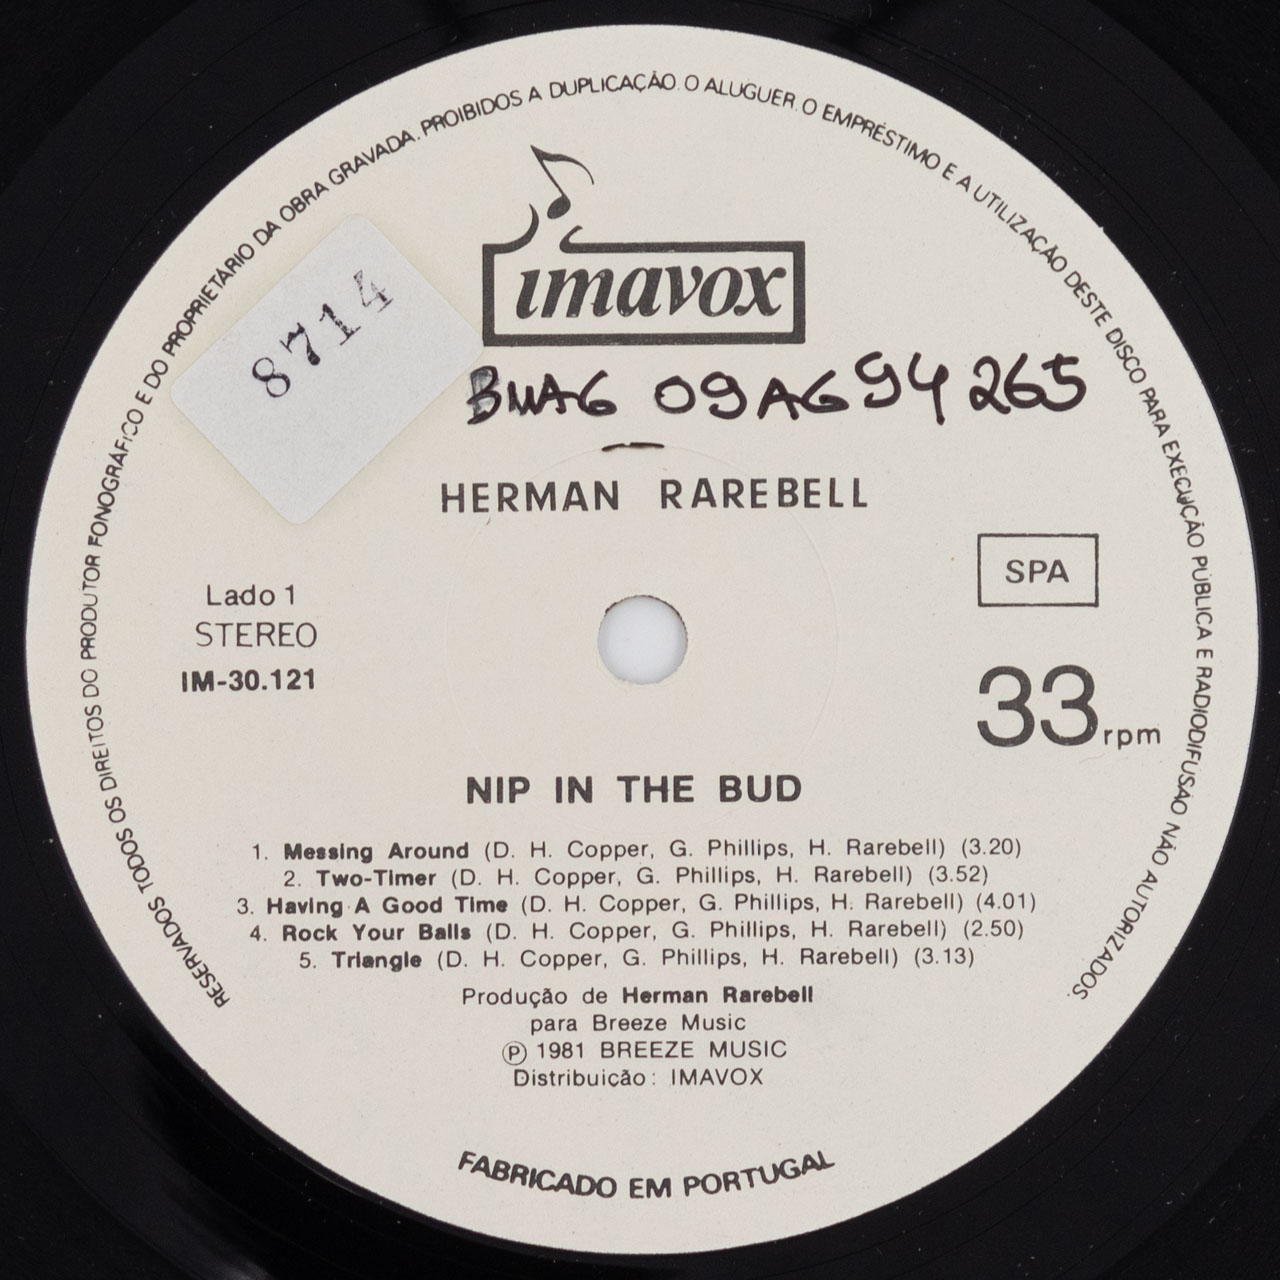 RESERVADOS TODOS OS DIREITOS DO PRODUTOR FONOGRÁFICO E DO PROPRIETÁRIO DA OBRA GRAVADA. PROIBIDOS A DUPLICAÇÃO. O ALUGUER. O EMPRÉSTIMO E A UTILIZAÇÃO DESTE DISCO PARA EXECUÇÃO PÚBLICA E RADIODIFUSÃO NÃO AUTORIZADOS.
imavox
8714
09AG94 265
HERMAN RAREBELL
SPA
Lado 1
STEREO
IM-30.121
33 rpm
NIP IN THE BUD
1. Messing Around (D. H. Copper, G. Phillips, H. Rarebell) (3.20)
2. Two-Timer (D. H. Copper, G. Phillips, H. Rarebell) (3.52)
3. Having A Good Time (D. H. Copper, G. Phillips, H. Rarebell) (4.01)
4. Rock Your Balls (D. H. Copper, G. Phillips, H. Rarebell) (2.50)
5. Triangle (D. H. Copper, G. Phillips, H. Rarebell) (3.13)
Produção de Herman Rarebell
para Breeze Music
Ⓟ 1981 BREEZE MUSIC
Distribuição: IMAVOX
FABRICADO EM PORTUGAL